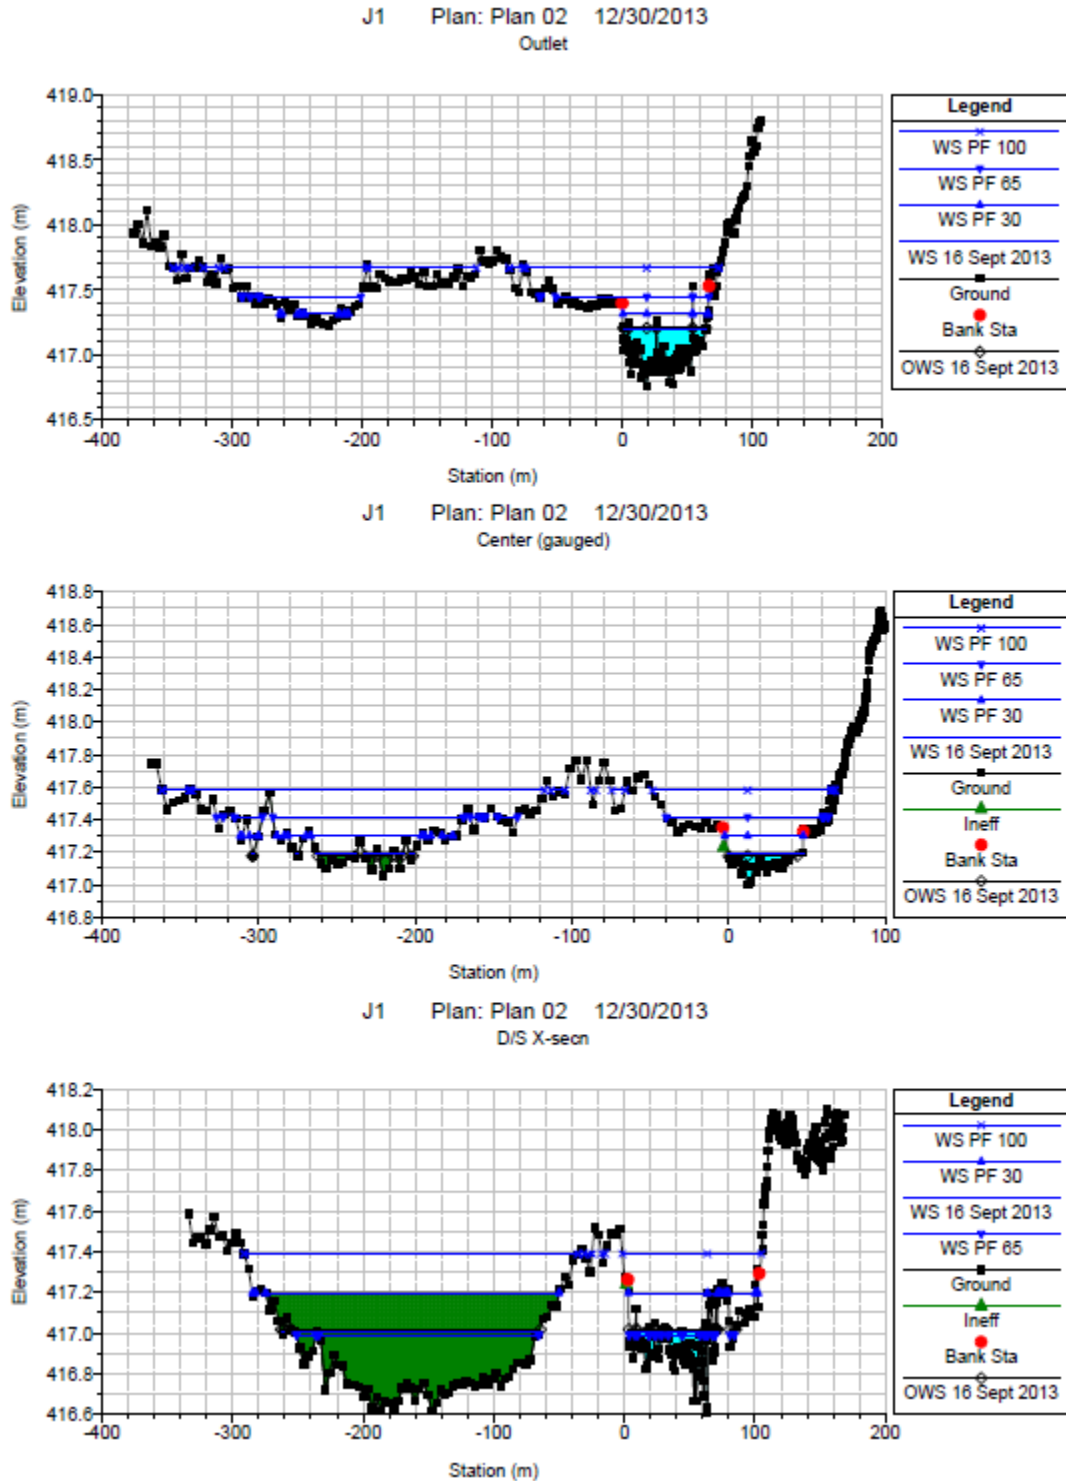 J1 Plan: Plan 02 12/30/2013
Outlet
Elevation (m)
419.0
418.5
418.0
417.5
417.0
416.5
-400 -300 -200 -100 0 100 200
Station (m)
Legend
WS PF 100
WS PF 65
WS PF 30
WS 16 Sept 2013
Ground
Bank Sta
OWS 16 Sept 2013
J1 Plan: Plan 02 12/30/2013
Center (gauged)
Elevation (m)
418.8
418.6
418.4
418.2
418.0
417.8
417.6
417.4
417.2
417.0
416.8
-400 -300 -200 -100 0 100
Station (m)
Legend
WS PF 100
WS PF 65
WS PF 30
WS 16 Sept 2013
Ground
Ineff
Bank Sta
OWS 16 Sept 2013
J1 Plan: Plan 02 12/30/2013
D/S X-secn
Elevation (m)
418.2
418.0
417.8
417.6
417.4
417.2
417.0
416.8
416.6
-400 -300 -200 -100 0 100 200
Station (m)
Legend
WS PF 100
WS PF 30
WS 16 Sept 2013
WS PF 65
Ground
Ineff
Bank Sta
OWS 16 Sept 2013